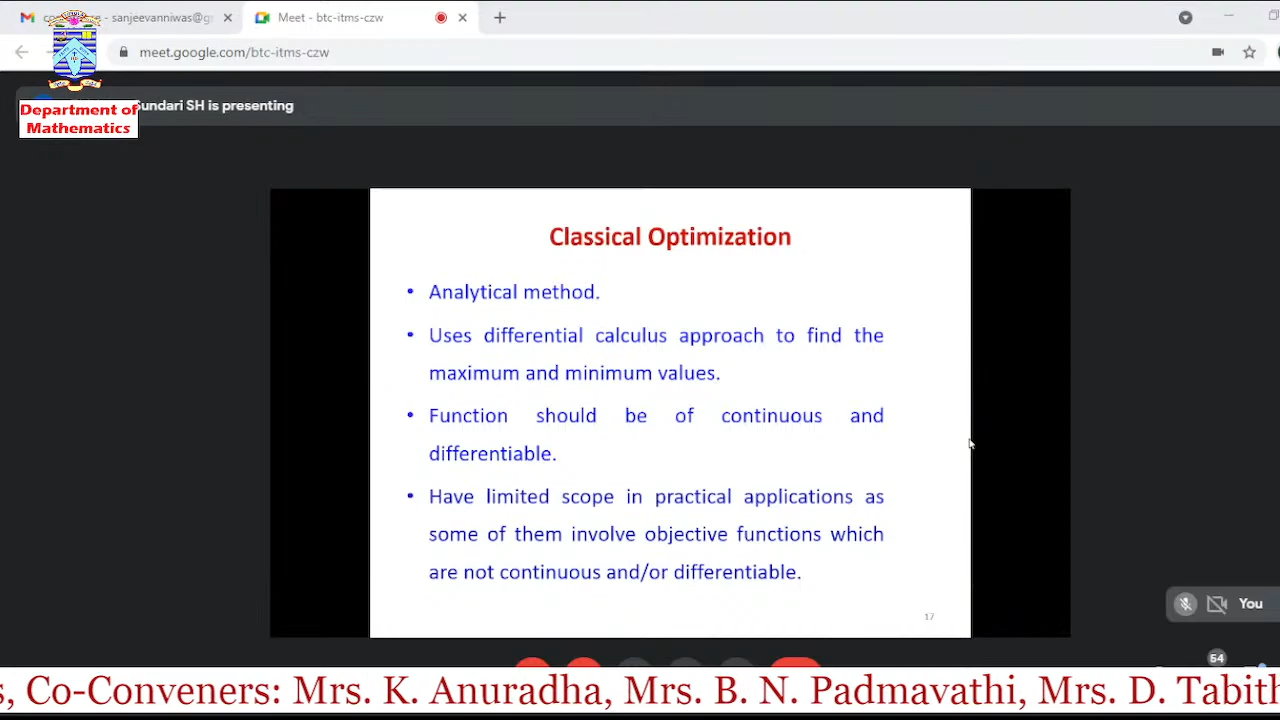 sanjeevanniwas@g
Meet - btc-itms-czw
meet.google.com/btc-itms-czw
Department of
Mathematics
undari SH is presenting
Classical Optimization
• Analytical method.
• Uses differential calculus approach to find the
maximum and minimum values.
• Function should be of continuous and
differentiable.
• Have limited scope in practical applications as
some of them involve objective functions which
are not continuous and/or differentiable.
17
You
54
s, Co-Conveners: Mrs. K. Anuradha, Mrs. B. N. Padmavathi, Mrs. D. Tabith